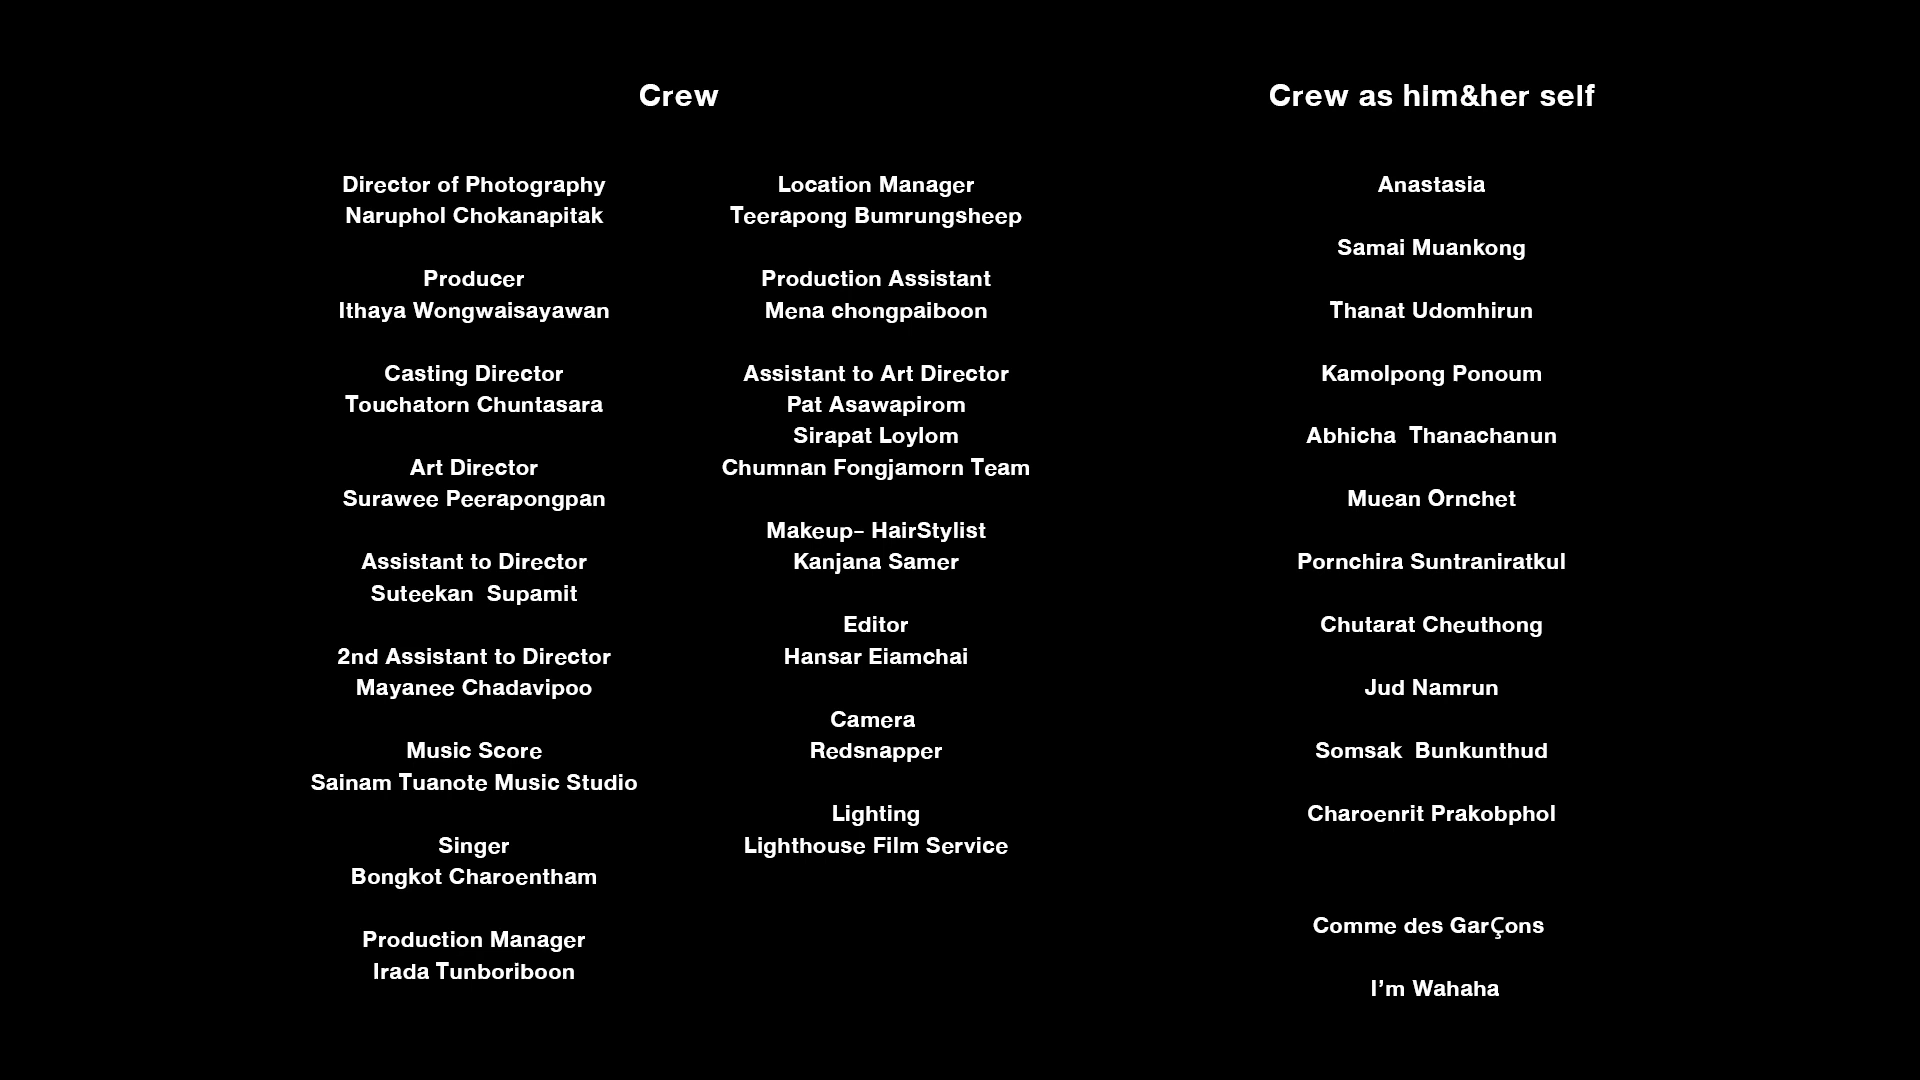 Crew
Director of Photography
Naruphol Chokanapitak
Producer
Ithaya Wongwaisayawan
Casting Director
Touchatorn Chuntasara
Art Director
Surawee Peerapongpan
Assistant to Director
Suteekan  Supamit
2nd Assistant to Director
Mayanee Chadavipoo
Music Score
Sainam Tuanote Music Studio
Singer
Bongkot Charoentham
Production Manager
Irada Tunboriboon
Location Manager
Teerapong Bumrungsheep
Production Assistant
Mena chongpaiboon
Assistant to Art Director
Pat Asawapirom
Sirapat Loylom
Chumnan Fongjamorn Team
Makeup- HairStylist
Kanjana Samer
Editor
Hansar Eiamchai
Camera
Redsnapper
Lighting
Lighthouse Film Service
Crew as him&her self
Anastasia
Samai Muankong
Thanat Udomhirun
Kamolpong Ponoum
Abhicha  Thanachanun
Muean Ornchet
Pornchira Suntraniratkul
Chutarat Cheuthong
Jud Namrun
Somsak  Bunkunthud
Charoenrit Prakobphol
Comme des GarÇons
I'm Wahaha